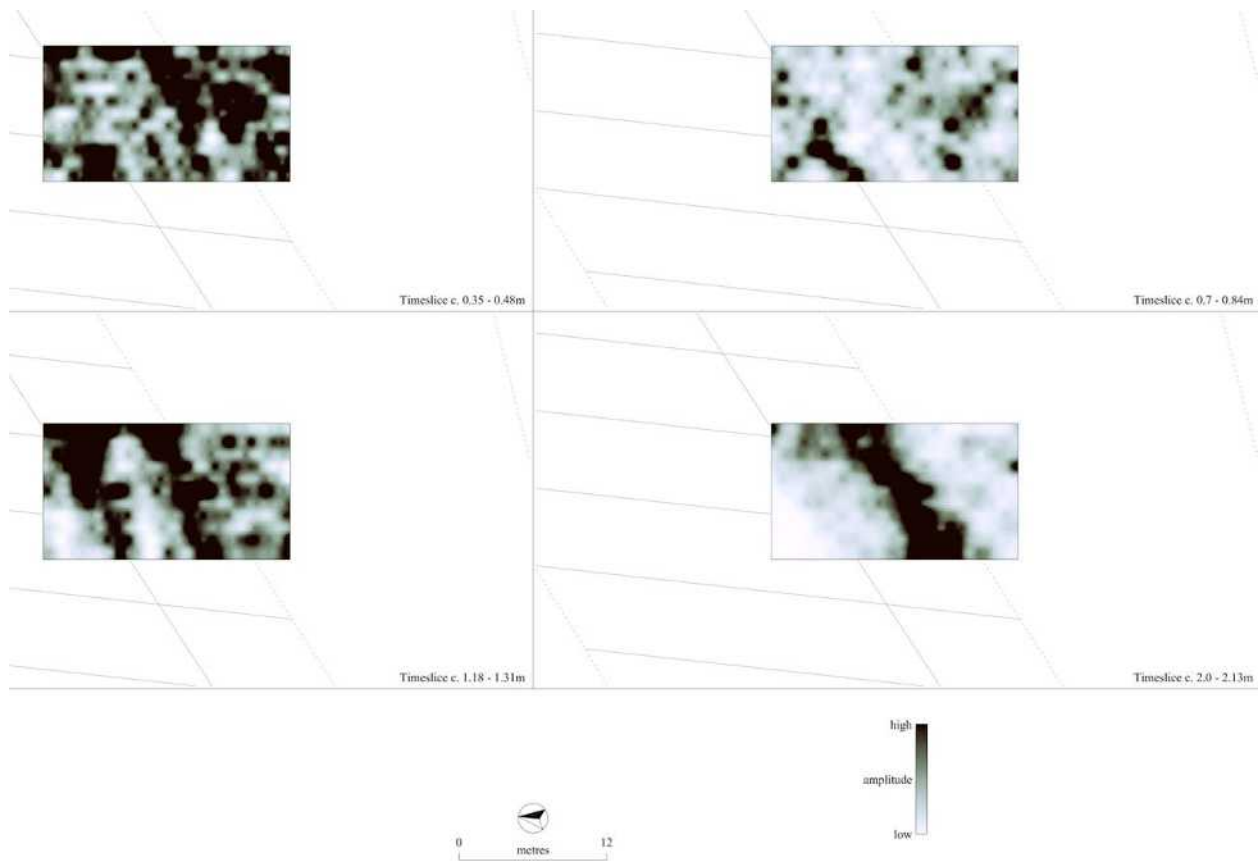 Timeslice c. 0.35 - 0.48m
Timeslice c. 0.7 - 0.84m
Timeslice c. 1.18 - 1.31m
Timeslice c. 2.0 - 2.13m
high
amplitude
low
0 12
metres